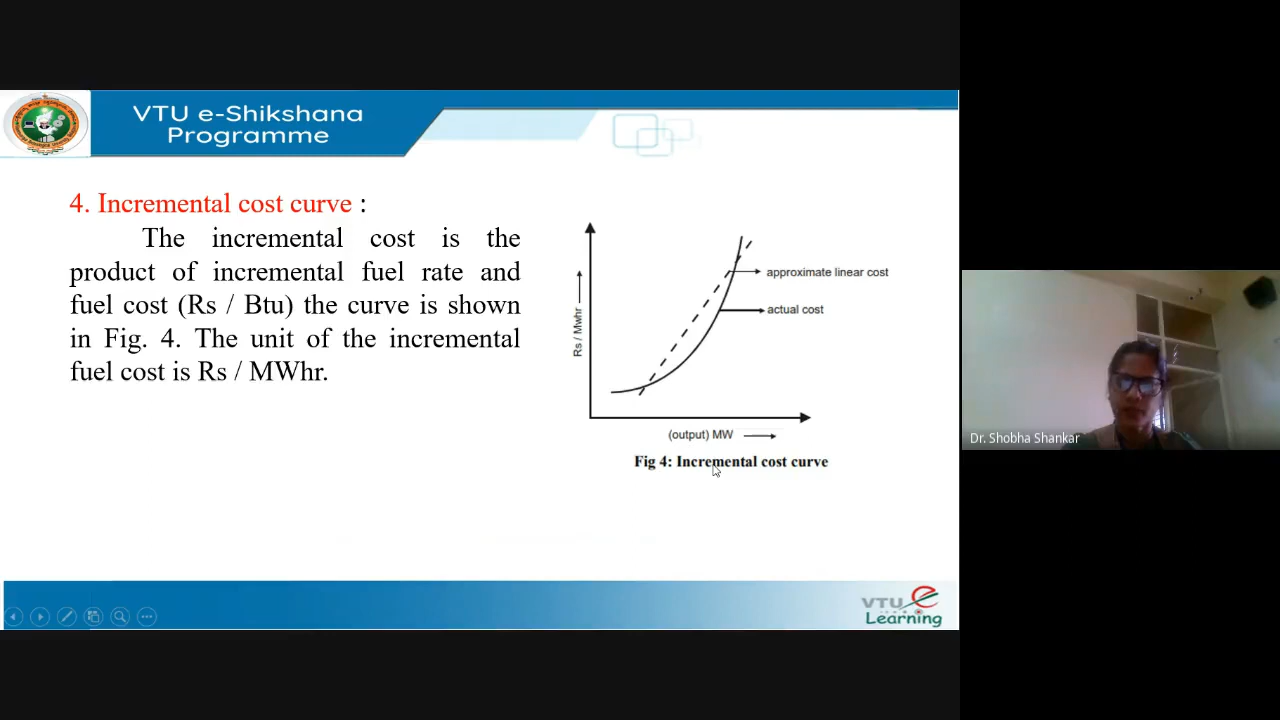 VTU e-Shikshana
Programme
4. Incremental cost curve :
The incremental cost is the
product of incremental fuel rate and
fuel cost (Rs / Btu) the curve is shown
in Fig. 4. The unit of the incremental
fuel cost is Rs / MWhr.
approximate linear cost
actual cost
Rs / Mwhr
(output) MW
Fig 4: Incremental cost curve
Dr. Shobha Shankar
VTU e
Learning